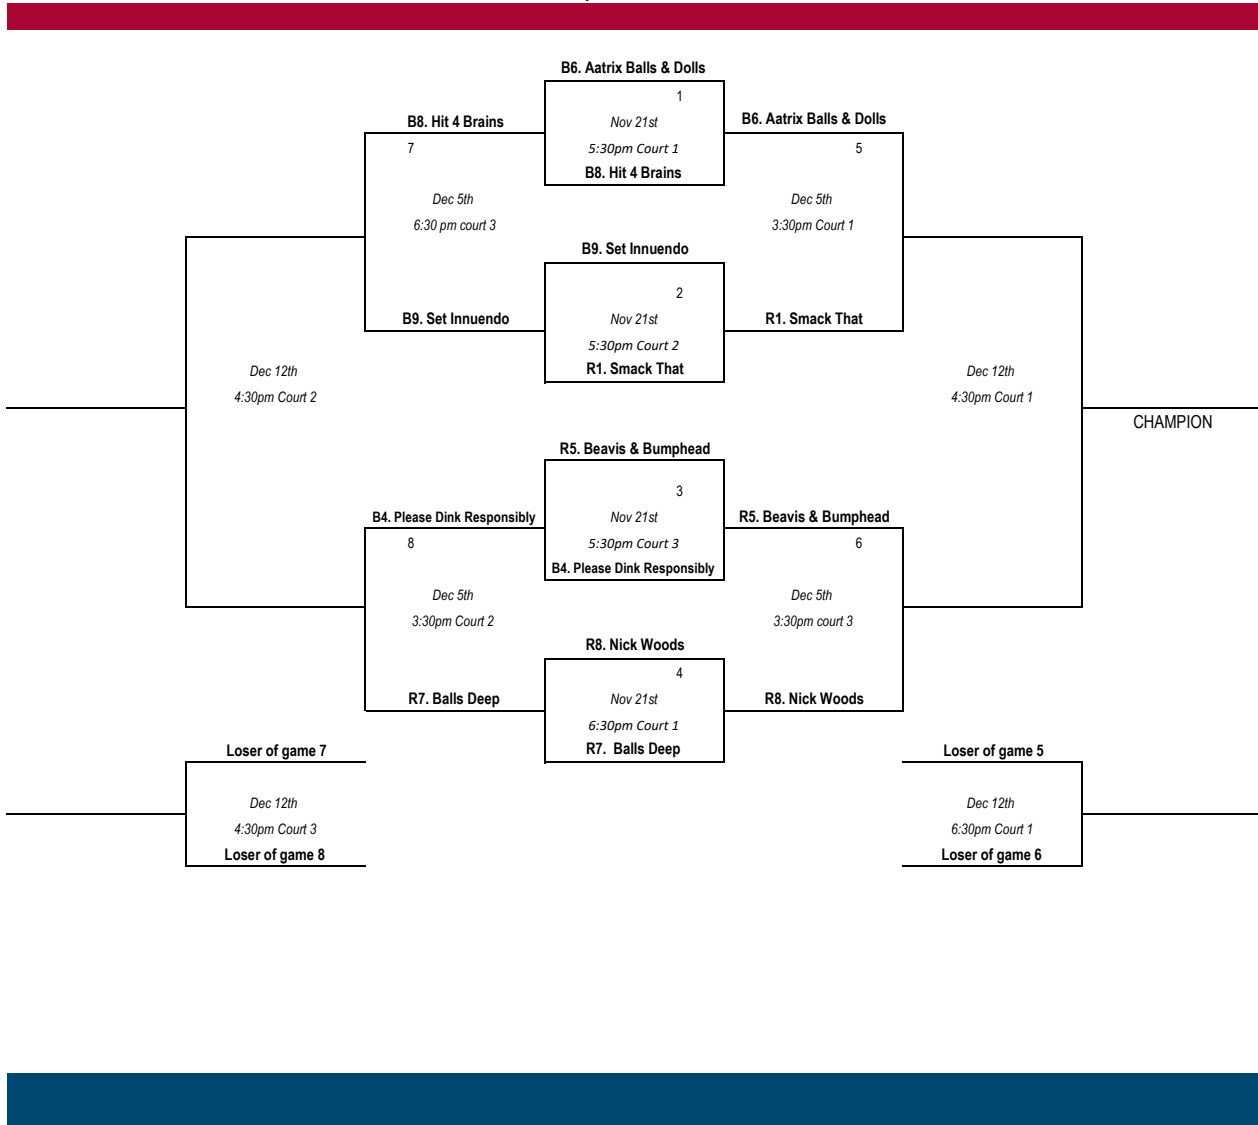 B6. Aatrix Balls & Dolls
1
B8. Hit 4 Brains
Nov 21st
B6. Aatrix Balls & Dolls
7
5:30pm Court 1
5
B8. Hit 4 Brains
Dec 5th
Dec 5th
6:30 pm court 3
3:30pm Court 1
B9. Set Innuendo
2
B9. Set Innuendo
Nov 21st
R1. Smack That
5:30pm Court 2
R1. Smack That
Dec 12th
Dec 12th
4:30pm Court 2
4:30pm Court 1
CHAMPION
R5. Beavis & Bumphead
3
B4. Please Dink Responsibly
Nov 21st
R5. Beavis & Bumphead
8
5:30pm Court 3
6
B4. Please Dink Responsibly
Dec 5th
Dec 5th
3:30pm Court 2
3:30pm court 3
R8. Nick Woods
4
R7. Balls Deep
Nov 21st
R8. Nick Woods
6:30pm Court 1
R7. Balls Deep
Loser of game 7
Loser of game 5
Dec 12th
Dec 12th
4:30pm Court 3
6:30pm Court 1
Loser of game 8
Loser of game 6